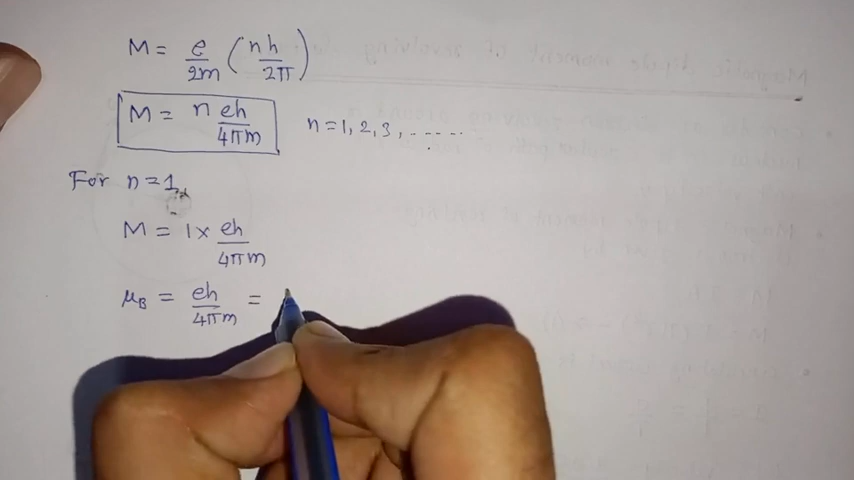 M = e/2m (nh/2π)
M = n eh/4πm n = 1, 2, 3, ......
For n = 1,
M = 1 × eh/4πm
μB = eh/4πm =